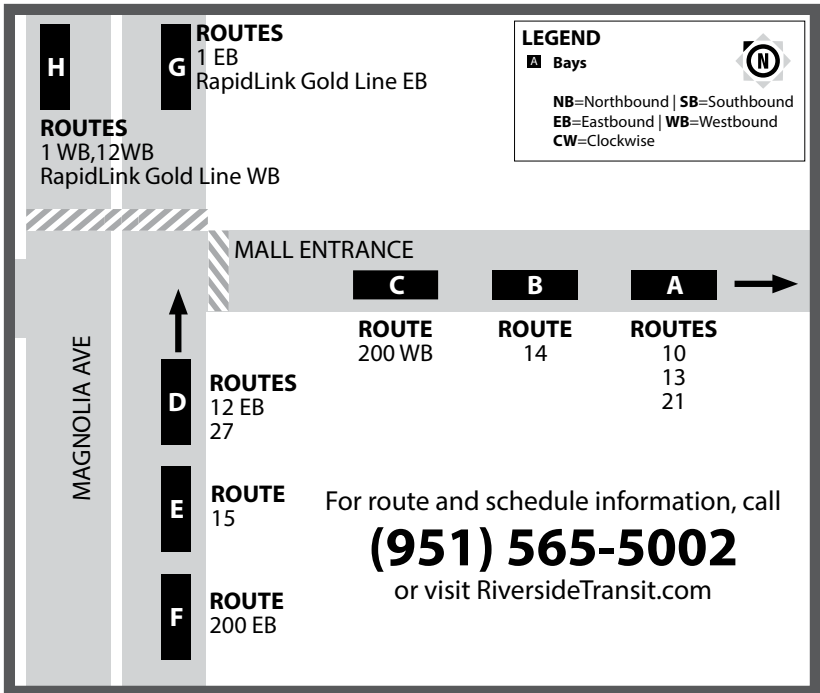 H
ROUTES
1 WB,12WB
RapidLink Gold Line WB
G
ROUTES
1 EB
RapidLink Gold Line EB
LEGEND
A Bays
N
NB=Northbound | SB=Southbound
EB=Eastbound | WB=Westbound
CW=Clockwise
MALL ENTRANCE
C
ROUTE
200 WB
B
ROUTE
14
A
ROUTES
10
13
21
MAGNOLIA AVE
D
ROUTES
12 EB
27
E
ROUTE
15
F
ROUTE
200 EB
For route and schedule information, call
(951) 565-5002
or visit RiversideTransit.com